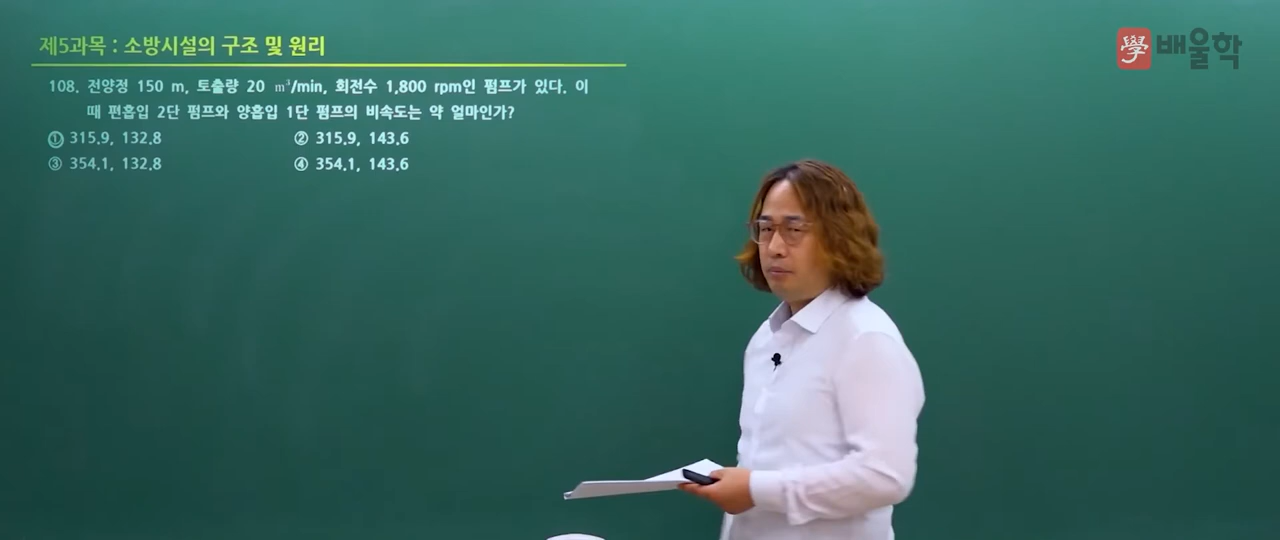 제5과목 : 소방시설의 구조 및 원리
學 배울학
108. 전양정 150 m, 토출량 20 ㎥/min, 회전수 1,800 rpm인 펌프가 있다. 이
때 편흡입 2단 펌프와 양흡입 1단 펌프의 비속도는 약 얼마인가?
① 315.9, 132.8 ② 315.9, 143.6
③ 354.1, 132.8 ④ 354.1, 143.6